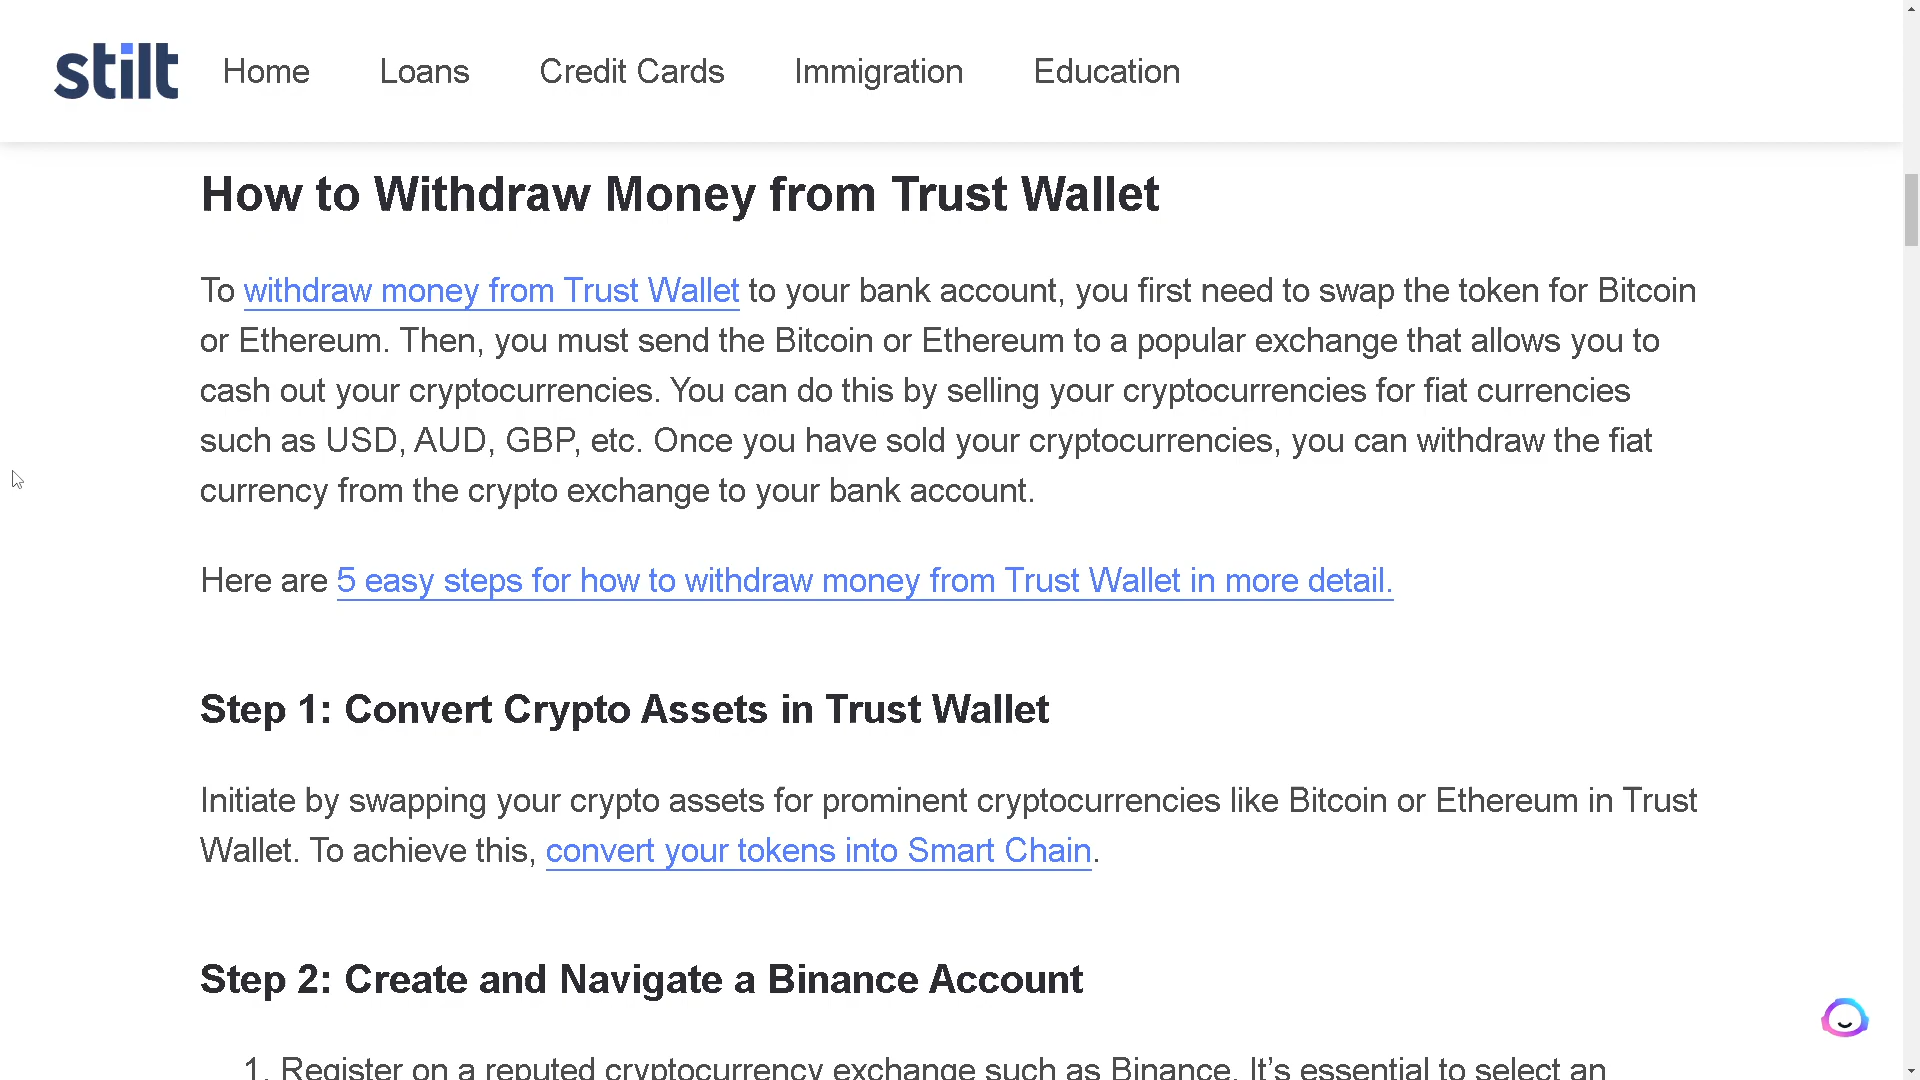 stilt
Home Loans Credit Cards Immigration Education
How to Withdraw Money from Trust Wallet
To withdraw money from Trust Wallet to your bank account, you first need to swap the token for Bitcoin
or Ethereum. Then, you must send the Bitcoin or Ethereum to a popular exchange that allows you to
cash out your cryptocurrencies. You can do this by selling your cryptocurrencies for fiat currencies
such as USD, AUD, GBP, etc. Once you have sold your cryptocurrencies, you can withdraw the fiat
currency from the crypto exchange to your bank account.
Here are 5 easy steps for how to withdraw money from Trust Wallet in more detail.
Step 1: Convert Crypto Assets in Trust Wallet
Initiate by swapping your crypto assets for prominent cryptocurrencies like Bitcoin or Ethereum in Trust
Wallet. To achieve this, convert your tokens into Smart Chain.
Step 2: Create and Navigate a Binance Account
1. Register on a reputed cryptocurrency exchange such as Binance. It’s essential to select an